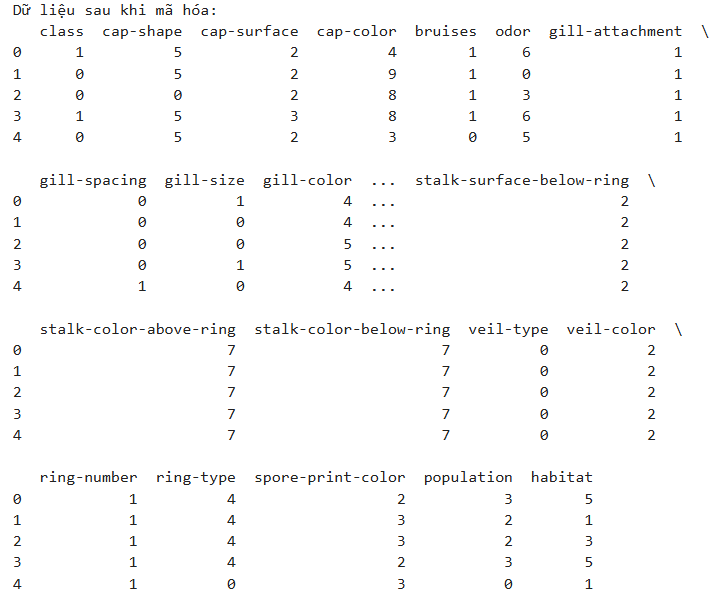 Dữ liệu sau khi mã hóa:
   class  cap-shape  cap-surface  cap-color  bruises  odor  gill-attachment  \
0      1          5            2          4        1     6                1
1      0          5            2          9        1     0                1
2      0          0            2          8        1     3                1
3      1          5            3          8        1     6                1
4      0          5            2          3        0     5                1
   gill-spacing  gill-size  gill-color  ...  stalk-surface-below-ring  \
0             0          1           4  ...                         2
1             0          0           4  ...                         2
2             0          0           5  ...                         2
3             0          1           5  ...                         2
4             1          0           4  ...                         2
   stalk-color-above-ring  stalk-color-below-ring  veil-type  veil-color  \
0                       7                       7          0           2
1                       7                       7          0           2
2                       7                       7          0           2
3                       7                       7          0           2
4                       7                       7          0           2
   ring-number  ring-type  spore-print-color  population  habitat
0            1          4                  2           3        5
1            1          4                  3           2        1
2            1          4                  3           2        3
3            1          4                  2           3        5
4            1          0                  3           0        1